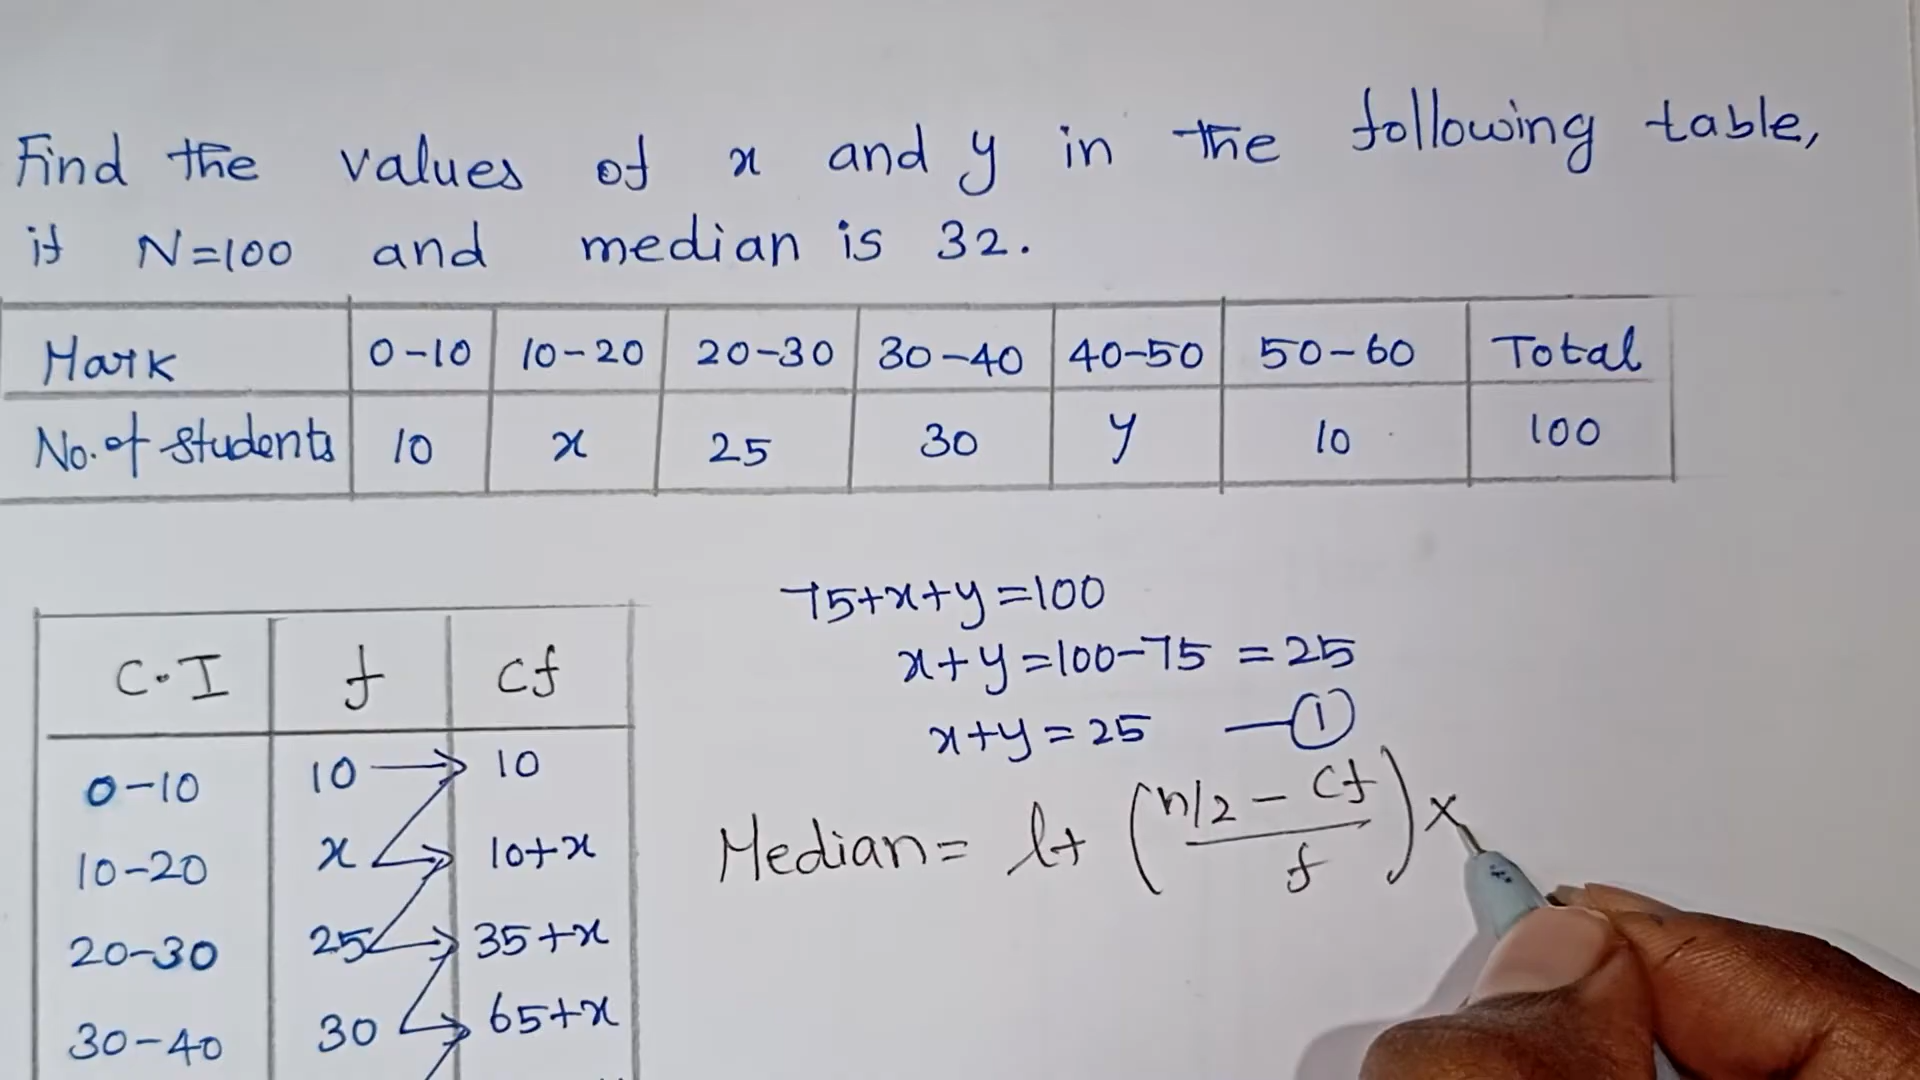 Find the values of x and y in the following table,
if N=100 and median is 32.
Mark 0-10 10-20 20-30 30-40 40-50 50-60 Total
No. of students 10 x 25 30 y 10 100
75+x+y=100
x+y=100-75 = 25
x+y=25 —①
Median= l+ (n/2 - cf / f) ×
C.I f cf
0-10 10 10
10-20 x 10+x
20-30 25 35+x
30-40 30 65+x